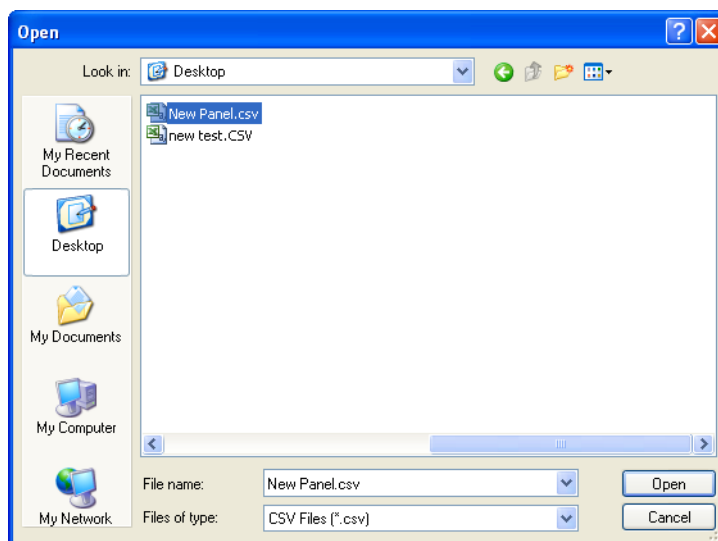 Open
Look in: Desktop
New Panel.csv
new test.CSV
My Recent
Documents
Desktop
My Documents
My Computer
My Network
File name: New Panel.csv Open
Files of type: CSV Files (*.csv) Cancel